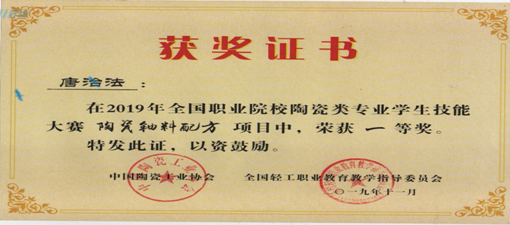 获奖证书
唐治法：
在2019年全国职业院校陶瓷类专业学生技能
大赛 陶瓷釉料配方 项目中，荣获 一 等奖。
特发此证，以资鼓励。
中国陶瓷工业协会 全国轻工职业教育教学指导委员会
二〇一九年十一月